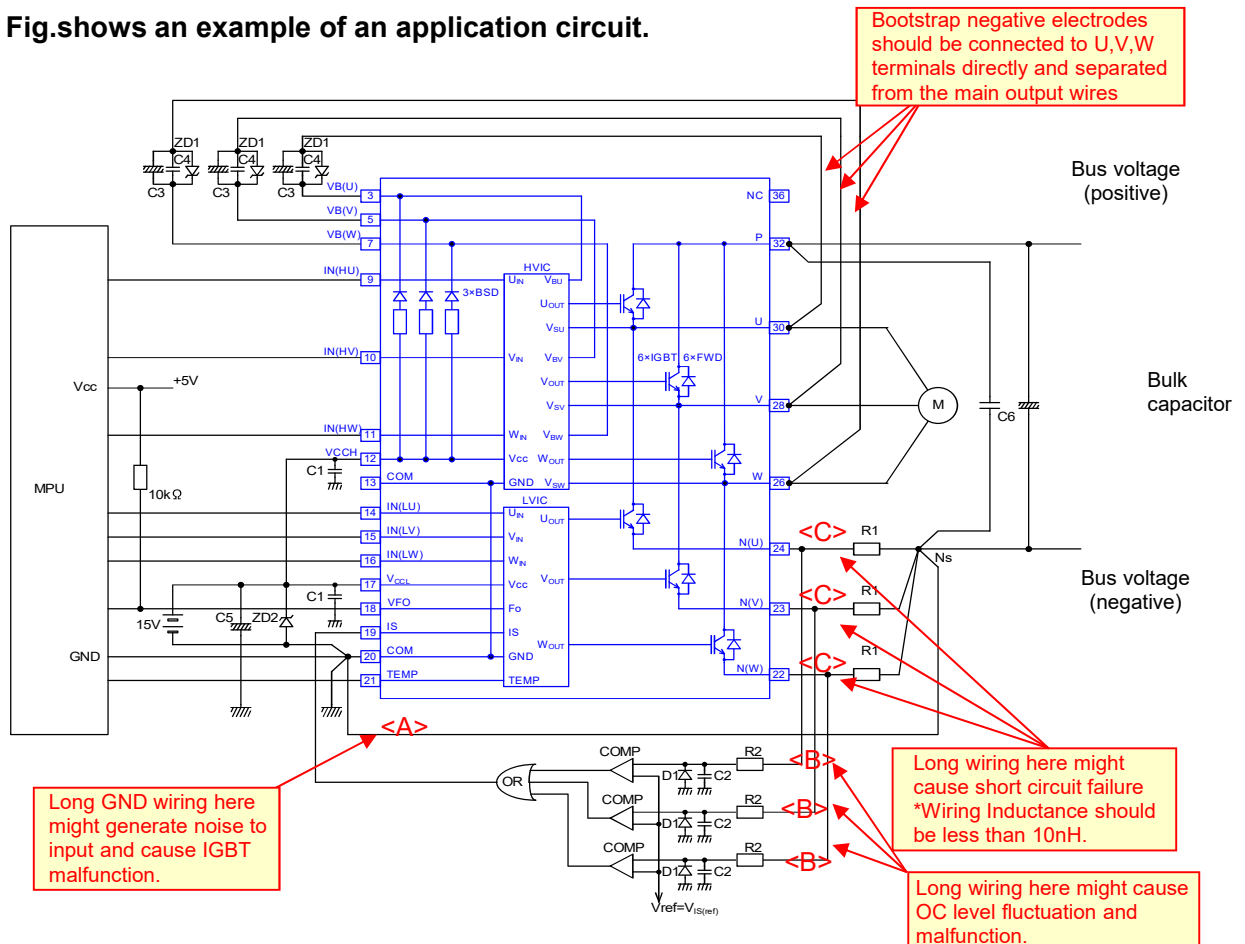 Fig.shows an example of an application circuit.
Bootstrap negative electrodes
should be connected to U,V,W
terminals directly and separated
from the main output wires
ZD1
ZD1
ZD1
C4
C4
C4
C3
C3
C3
Bus voltage
(positive)
VB(U)
3
NC
36
VB(V)
5
VB(W)
7
P
32
IN(HU)
9
HVIC
UIN
VBU
3×BSD
UOUT
VSU
U
30
IN(HV)
10
VIN
VBV
6×IGBT
6×FWD
Vcc
+5V
VOUT
VSV
V
28
M
C6
Bulk
capacitor
IN(HW)
11
WIN
VBW
VCCH
12
Vcc
WOUT
C1
COM
13
GND
VSW
W
26
MPU
10kΩ
LVIC
IN(LU)
14
UIN
UOUT
IN(LV)
15
VIN
N(U)
24
<C>
R1
IN(LW)
16
WIN
Ns
VCCL
17
Vcc
VOUT
Bus voltage
(negative)
C1
VFO
18
Fo
N(V)
23
<C>
R1
15V
C5
ZD2
IS
19
IS
WOUT
GND
COM
20
GND
N(W)
22
<C>
R1
TEMP
21
TEMP
<A>
COMP
R2
<B>
D1
C2
OR
COMP
R2
<B>
D1
C2
COMP
R2
<B>
D1
C2
Vref=VIS(ref)
Long GND wiring here
might generate noise to
input and cause IGBT
malfunction.
Long wiring here might
cause short circuit failure
*Wiring Inductance should
be less than 10nH.
Long wiring here might cause
OC level fluctuation and
malfunction.